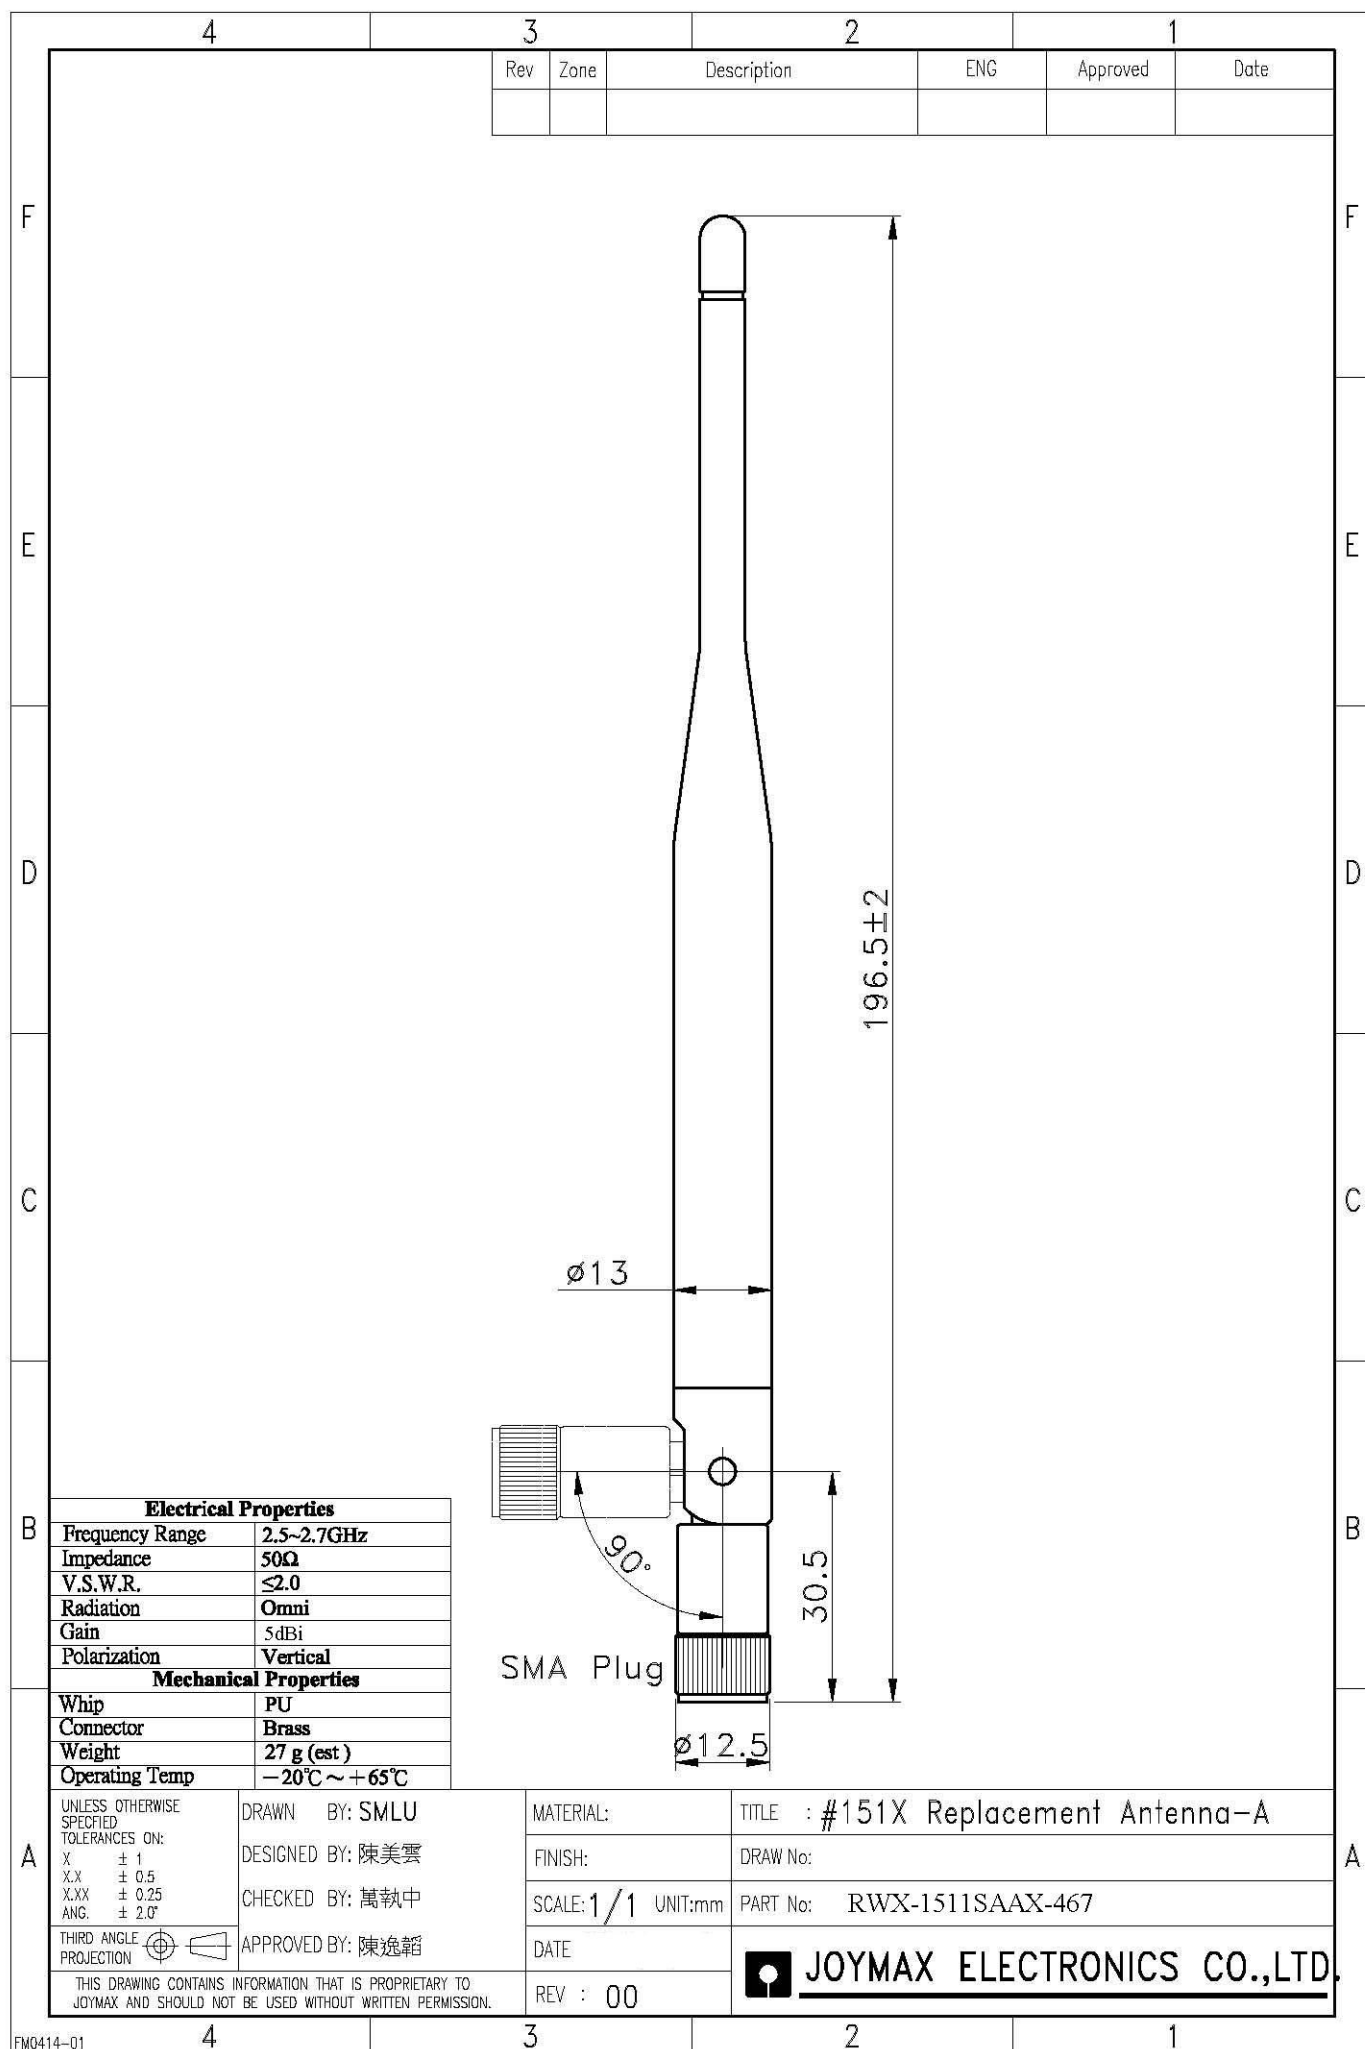 4 3 2 1
Rev Zone Description ENG Approved Date
F F
E E
D D
196.5±2
C C
ø13
B B
90°
30.5
SMA Plug
ø12.5
Electrical Properties
Frequency Range 2.5~2.7GHz
Impedance 50Ω
V.S.W.R. ≤2.0
Radiation Omni
Gain 5dBi
Polarization Vertical
Mechanical Properties
Whip PU
Connector Brass
Weight 27 g (est)
Operating Temp −20℃～+65℃
A A
UNLESS OTHERWISE
SPECFIED
TOLERANCES ON:
X ± 1
X.X ± 0.5
X.XX ± 0.25
ANG. ± 2.0°
THIRD ANGLE
PROJECTION
DRAWN BY: SMLU
DESIGNED BY: 陳美雲
CHECKED BY: 萬執中
APPROVED BY: 陳逸韜
THIS DRAWING CONTAINS INFORMATION THAT IS PROPRIETARY TO
JOYMAX AND SHOULD NOT BE USED WITHOUT WRITTEN PERMISSION.
MATERIAL:
FINISH:
SCALE: 1/1 UNIT:mm
DATE
REV : 00
TITLE : #151X Replacement Antenna-A
DRAW No:
PART No: RWX-1511SAAX-467
JOYMAX ELECTRONICS CO.,LTD.
FM0414-01
4 3 2 1